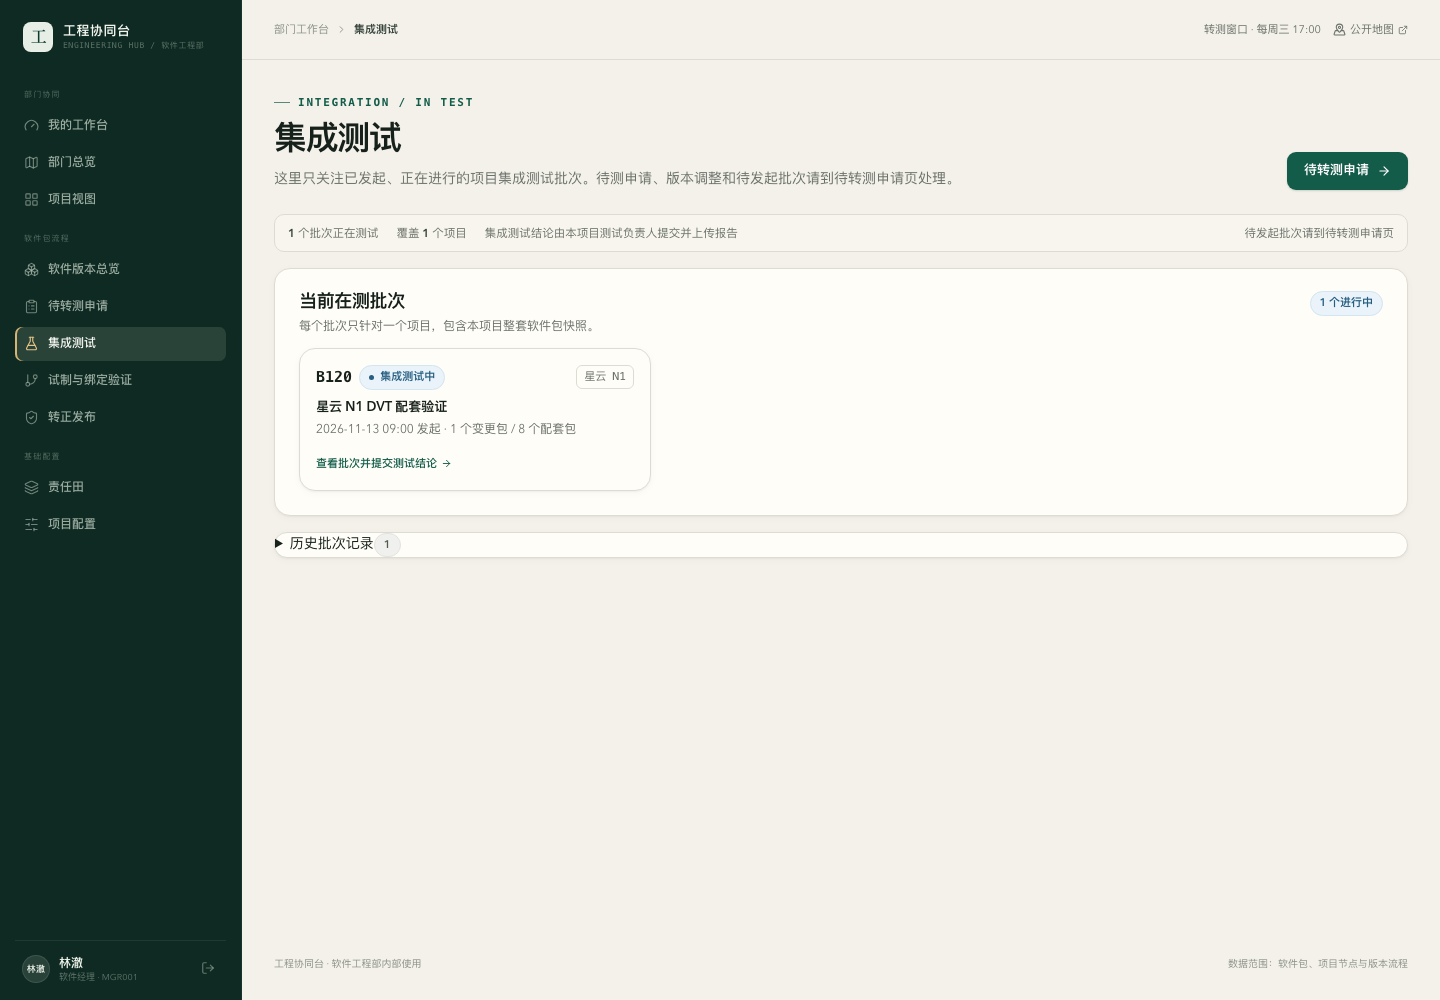 工
工程协同台
ENGINEERING HUB / 软件工程部
部门协同
我的工作台
部门总览
项目视图
软件包流程
软件版本总览
待转测申请
集成测试
试制与绑定验证
转正发布
基础配置
责任田
项目配置
林澈
林澈
软件经理 · MGR001
部门工作台
集成测试
转测窗口 · 每周三 17:00
公开地图
INTEGRATION / IN TEST
集成测试
这里只关注已发起、正在进行的项目集成测试批次。待测申请、版本调整和待发起批次请到待转测申请页处理。
待转测申请
1 个批次正在测试
覆盖 1 个项目
集成测试结论由本项目测试负责人提交并上传报告
待发起批次请到待转测申请页
当前在测批次
1 个进行中
每个批次只针对一个项目，包含本项目整套软件包快照。
B120
集成测试中
星云 N1
星云 N1 DVT 配套验证
2026-11-13 09:00 发起 · 1 个变更包 / 8 个配套包
查看批次并提交测试结论
历史批次记录 1
工程协同台 · 软件工程部内部使用
数据范围：软件包、项目节点与版本流程